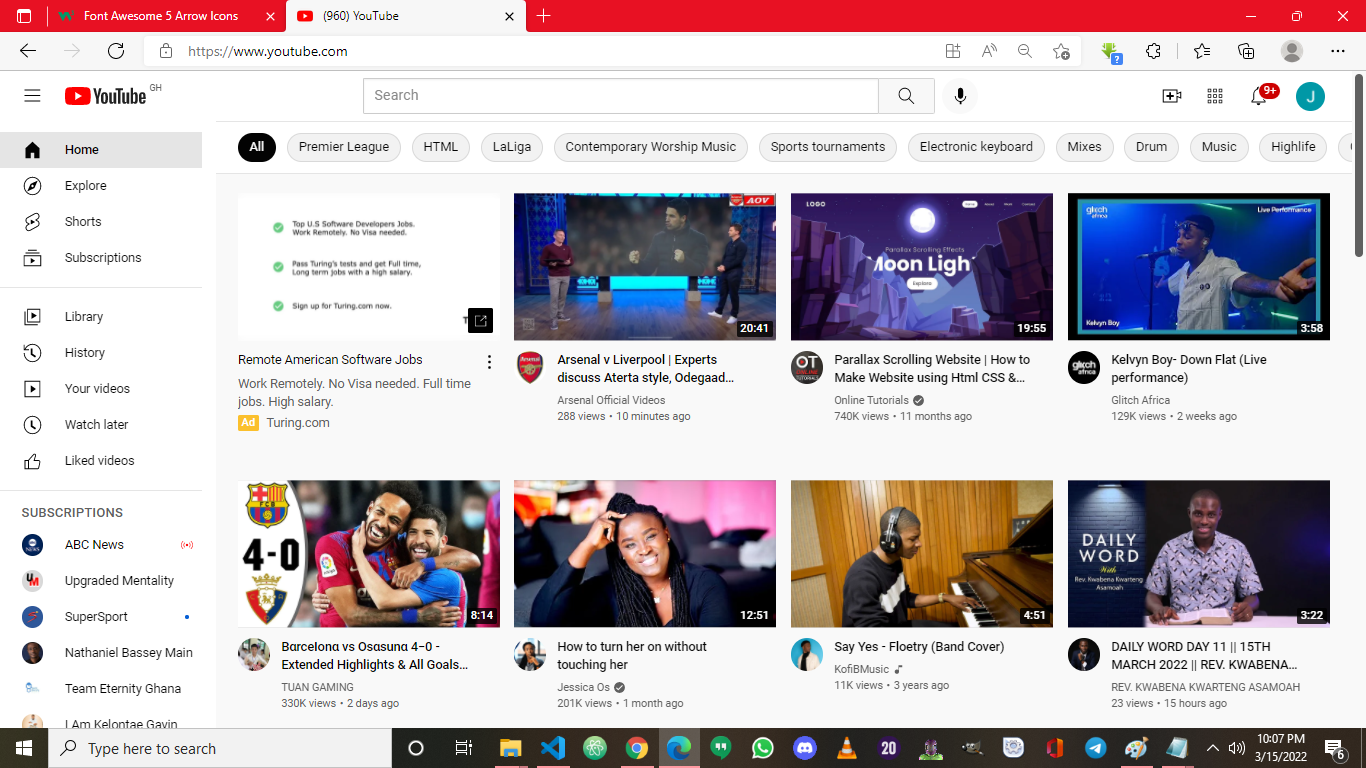 Font Awesome 5 Arrow Icons
(960) YouTube
https://www.youtube.com
YouTube GH
Search
9+
J
Home
Explore
Shorts
Subscriptions
Library
History
Your videos
Watch later
Liked videos
SUBSCRIPTIONS
ABC News
Upgraded Mentality
SuperSport
Nathaniel Bassey Main
Team Eternity Ghana
I Am Kelontae Gavin
All
Premier League
HTML
LaLiga
Contemporary Worship Music
Sports tournaments
Electronic keyboard
Mixes
Drum
Music
Highlife
Top U.S Software Developers Jobs.
Work Remotely. No Visa needed.
Pass Turing's tests and get Full time,
Long term jobs with a high salary.
Sign up for Turing.com now.
Remote American Software Jobs
Work Remotely. No Visa needed. Full time
jobs. High salary.
Ad Turing.com
AOV
20:41
Arsenal v Liverpool | Experts
discuss Aterta style, Odegaad...
Arsenal Official Videos
288 views • 10 minutes ago
LOGO
Parallax Scrolling Effects
Moon Light
Explore
19:55
Parallax Scrolling Website | How to
Make Website using Html CSS &...
Online Tutorials
740K views • 11 months ago
glitch
africa
Live Performance
Kelvyn Boy
3:58
Kelvyn Boy- Down Flat (Live
performance)
Glitch Africa
129K views • 2 weeks ago
4-0
8:14
Barcelona vs Osasuna 4-0 -
Extended Highlights & All Goals...
TUAN GAMING
330K views • 2 days ago
12:51
How to turn her on without
touching her
Jessica Os
201K views • 1 month ago
4:51
Say Yes - Floetry (Band Cover)
KofiBMusic
11K views • 3 years ago
DAILY
WORD
With
Rev. Kwabena Kwarteng
Asamoah
3:22
DAILY WORD DAY 11 || 15TH
MARCH 2022 || REV. KWABENA...
REV. KWABENA KWARTENG ASAMOAH
23 views • 15 hours ago
Type here to search
20
10:07 PM
3/15/2022
6